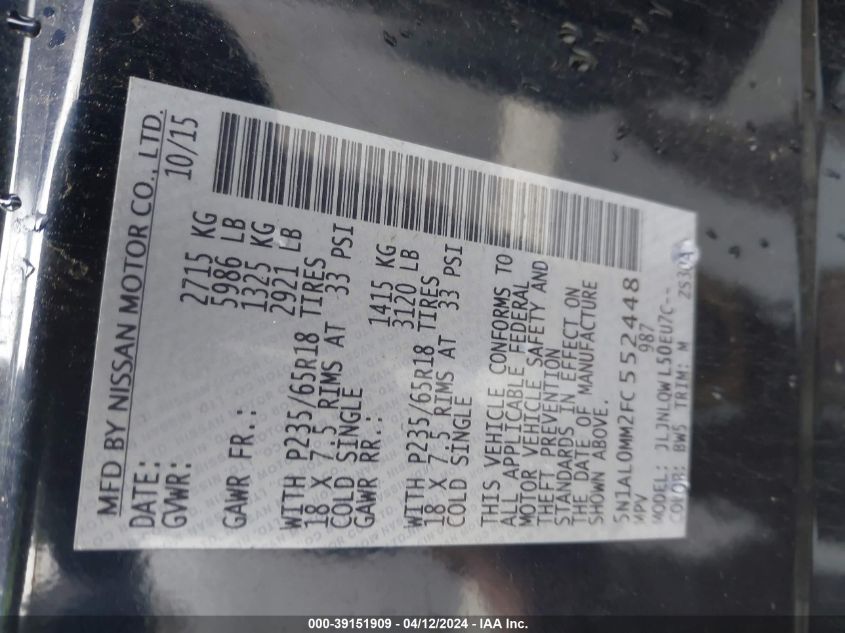 MFD BY NISSAN MOTOR CO., LTD.
DATE: 10/15
GVWR: 2715 KG
5986 LB
GAWR FR.: 1325 KG
2921 LB
WITH P235/65R18 TIRES
18 X 7.5 RIMS AT 33 PSI
COLD SINGLE
GAWR RR.: 1415 KG
3120 LB
WITH P235/65R18 TIRES
18 X 7.5 RIMS AT 33 PSI
COLD SINGLE
THIS VEHICLE CONFORMS TO
ALL APPLICABLE FEDERAL
MOTOR VEHICLE SAFETY AND
THEFT PREVENTION
STANDARDS IN EFFECT ON
THE DATE OF MANUFACTURE
SHOWN ABOVE.
5N1AL0MM2FC552448
MPV 987
MODEL: JLJNLQWL50EU7C--
COLOR: BW5 TRIM: M
000-39151909 - 04/12/2024 - IAA Inc.